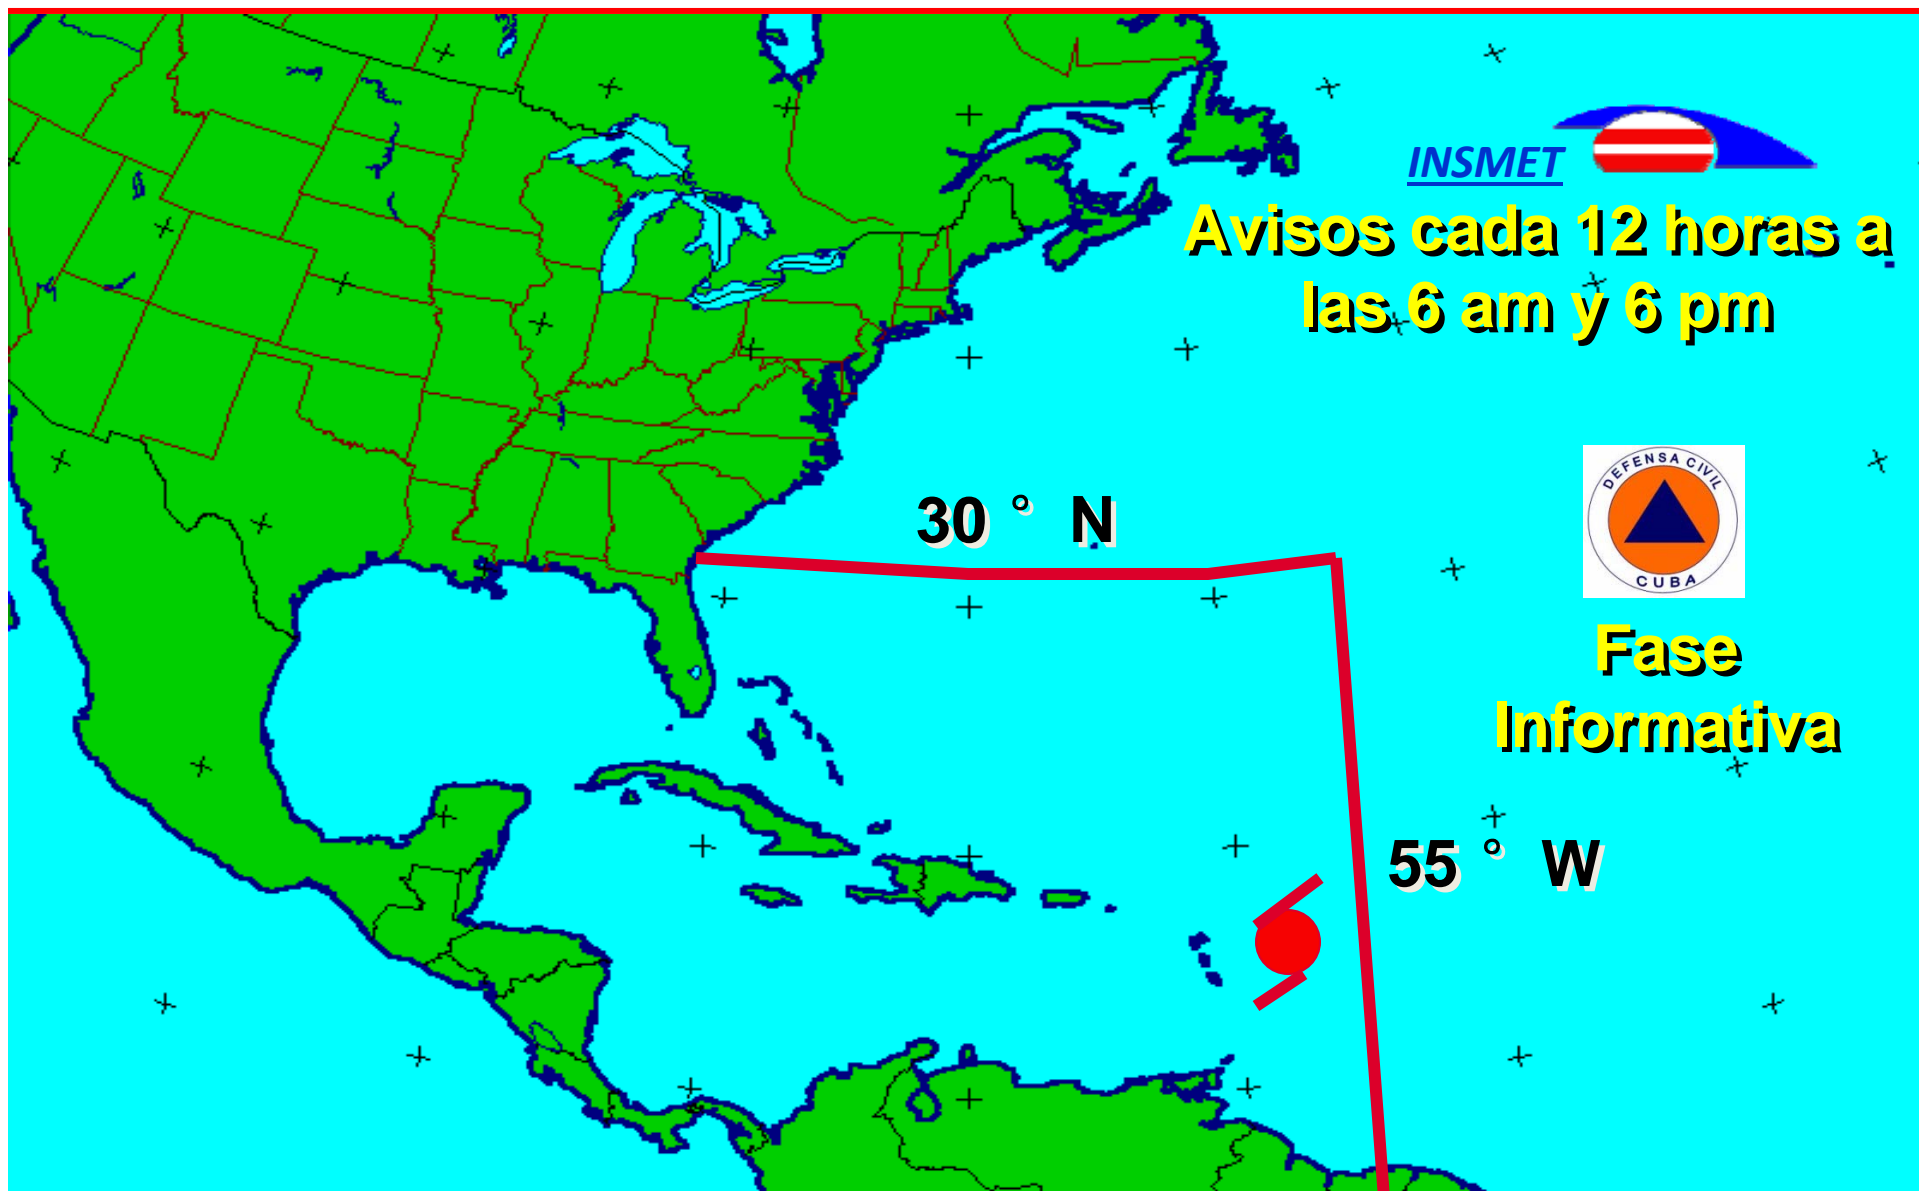 INSMET
Avisos cada 12 horas a
las 6 am y 6 pm
30 ° N
DEFENSA CIVIL
CUBA
Fase
Informativa
55 ° W